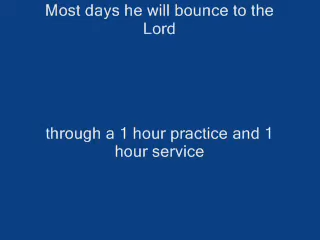 Most days he will bounce to the
Lord
through a 1 hour practice and 1
hour service